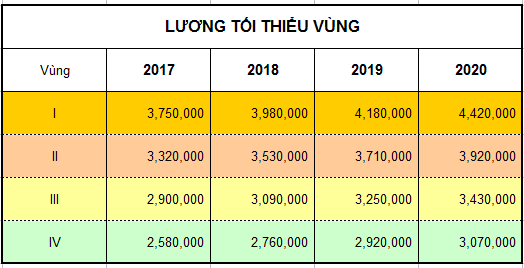 LƯƠNG TỐI THIỂU VÙNG
Vùng 2017 2018 2019 2020
I 3,750,000 3,980,000 4,180,000 4,420,000
II 3,320,000 3,530,000 3,710,000 3,920,000
III 2,900,000 3,090,000 3,250,000 3,430,000
IV 2,580,000 2,760,000 2,920,000 3,070,000